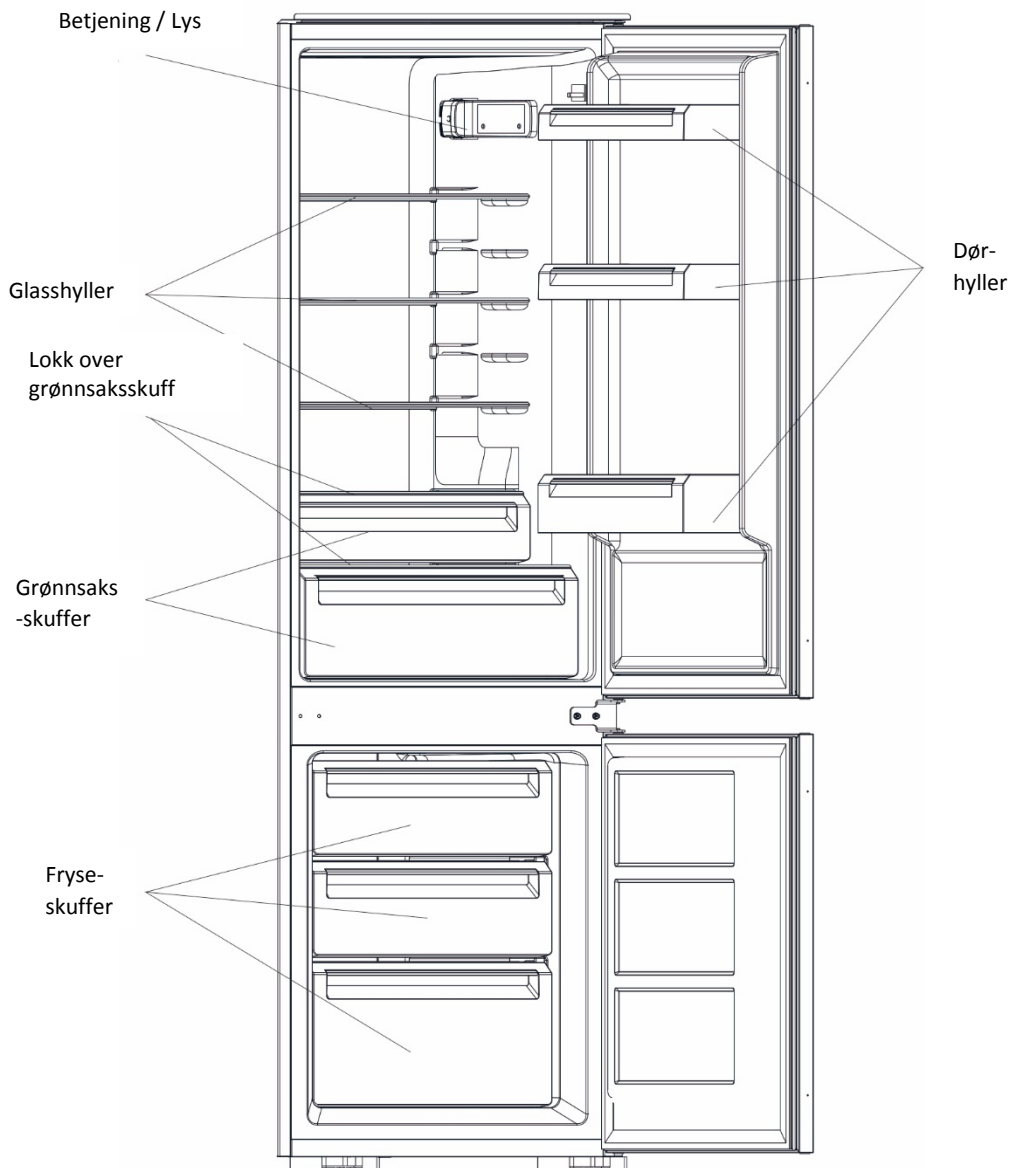 Betjening / Lys
Dør-
hyller
Glasshyller
Lokk over
grønnsaksskuff
Grønnsaks
-skuffer
Fryse-
skuffer